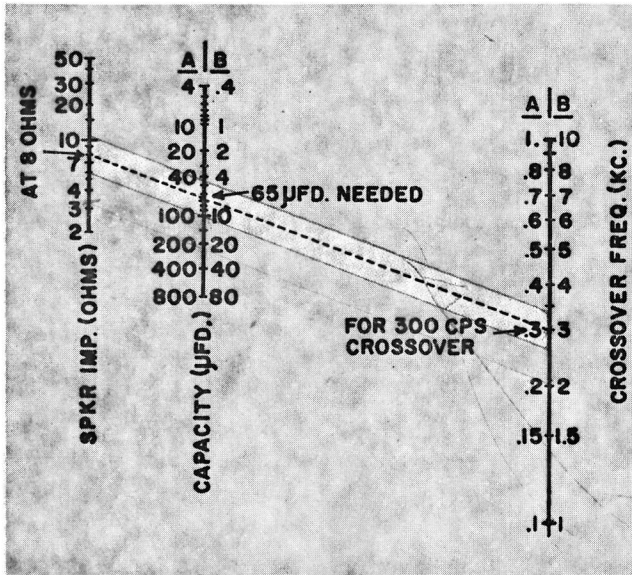 AT 8 OHMS
50
30
20
10
7
4
3
2
SPKR IMP. (OHMS)
A B
4 .4
10 1
20 2
40 4
100 10
200 20
400 40
800 80
CAPACITY (µFD.)
65 µFD. NEEDED
FOR 300 CPS
CROSSOVER
A B
1. 10
.8 8
.7 7
.6 6
.5 5
.4 4
.3 3
.2 2
.15 1.5
.1 1
CROSSOVER FREQ. (KC.)